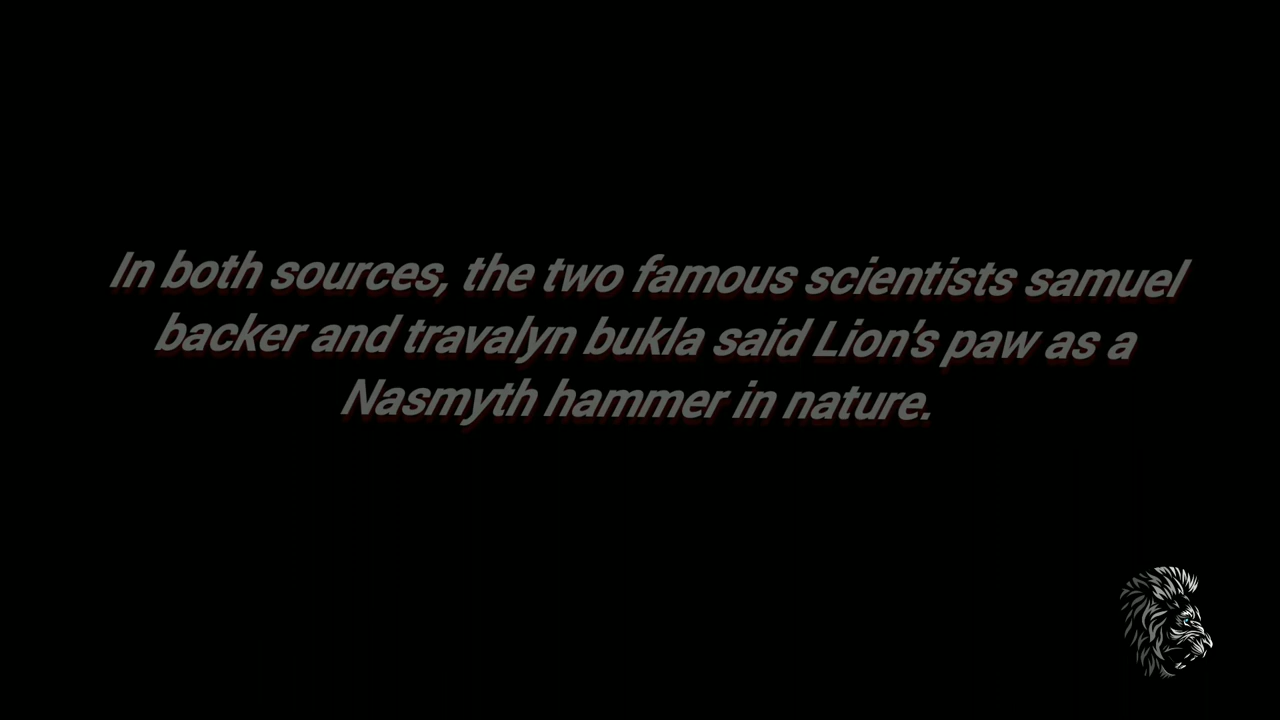 In both sources, the two famous scientists samuel
backer and travalyn bukla said Lion's paw as a
Nasmyth hammer in nature.